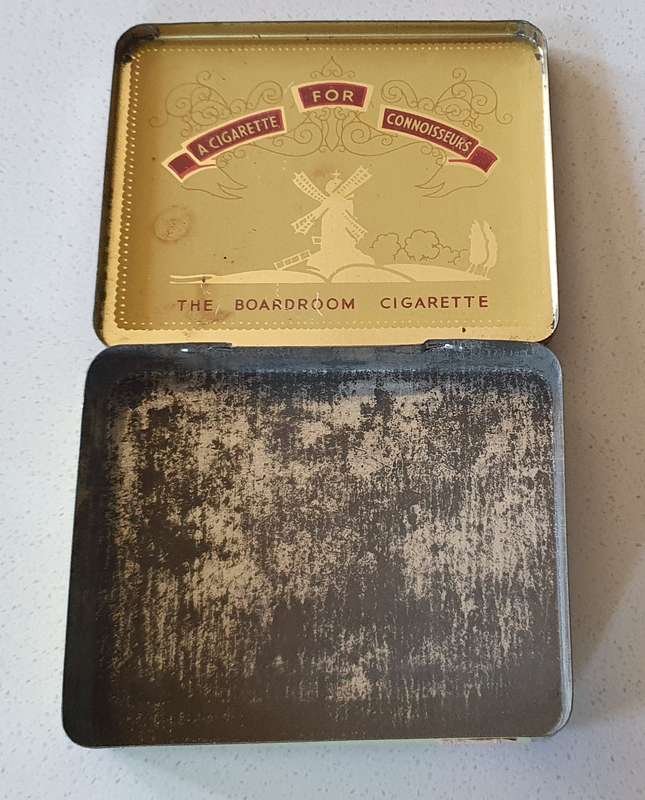 A CIGARETTE FOR CONNOISSEURS
THE BOARDROOM CIGARETTE